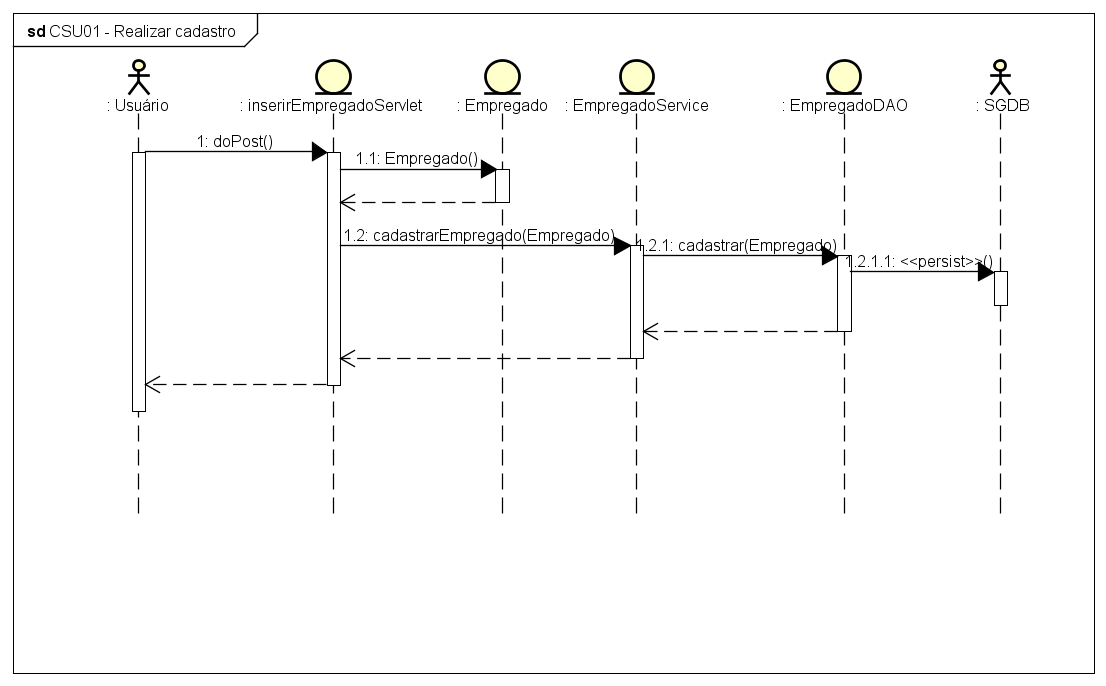 sd CSU01 - Realizar cadastro
: Usuário
: inserirEmpregadoServlet
: Empregado
: EmpregadoService
: EmpregadoDAO
: SGDB
1: doPost()
1.1: Empregado()
1.2: cadastrarEmpregado(Empregado)
1.2.1: cadastrar(Empregado)
1.2.1.1: <<persist>>()